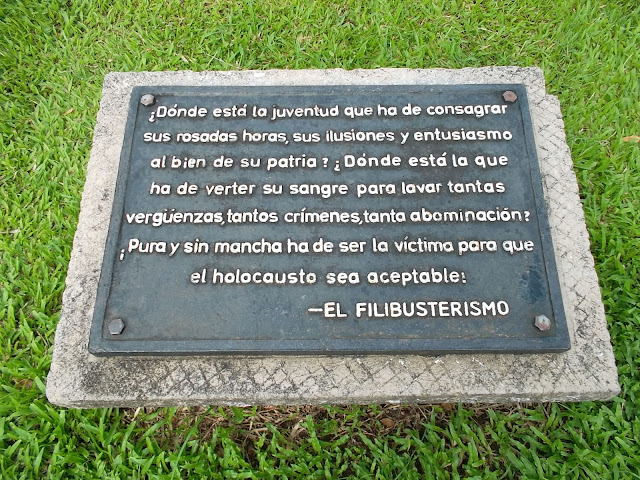 ¿Dónde está la juventud que ha de consagrar
sus rosadas horas, sus ilusiones y entusiasmo
al bien de su patria? ¿Dónde está la que
ha de verter su sangre para lavar tantas
vergüenzas, tantos crímenes, tanta abominación?
¡Pura y sin mancha ha de ser la víctima para que
el holocausto sea aceptable!
—EL FILIBUSTERISMO